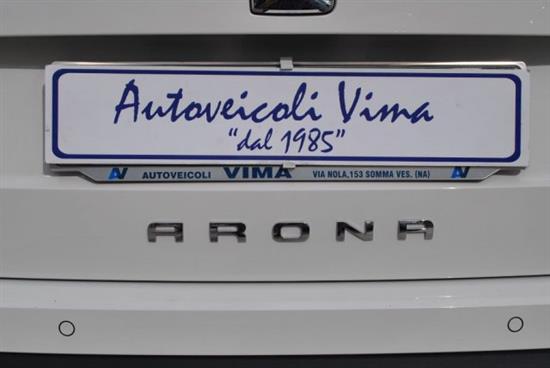 Autoveicoli Vima
"dal 1985"
AV AUTOVEICOLI VIMA VIA NOLA,153 SOMMA VES. (NA) AV
ARONA